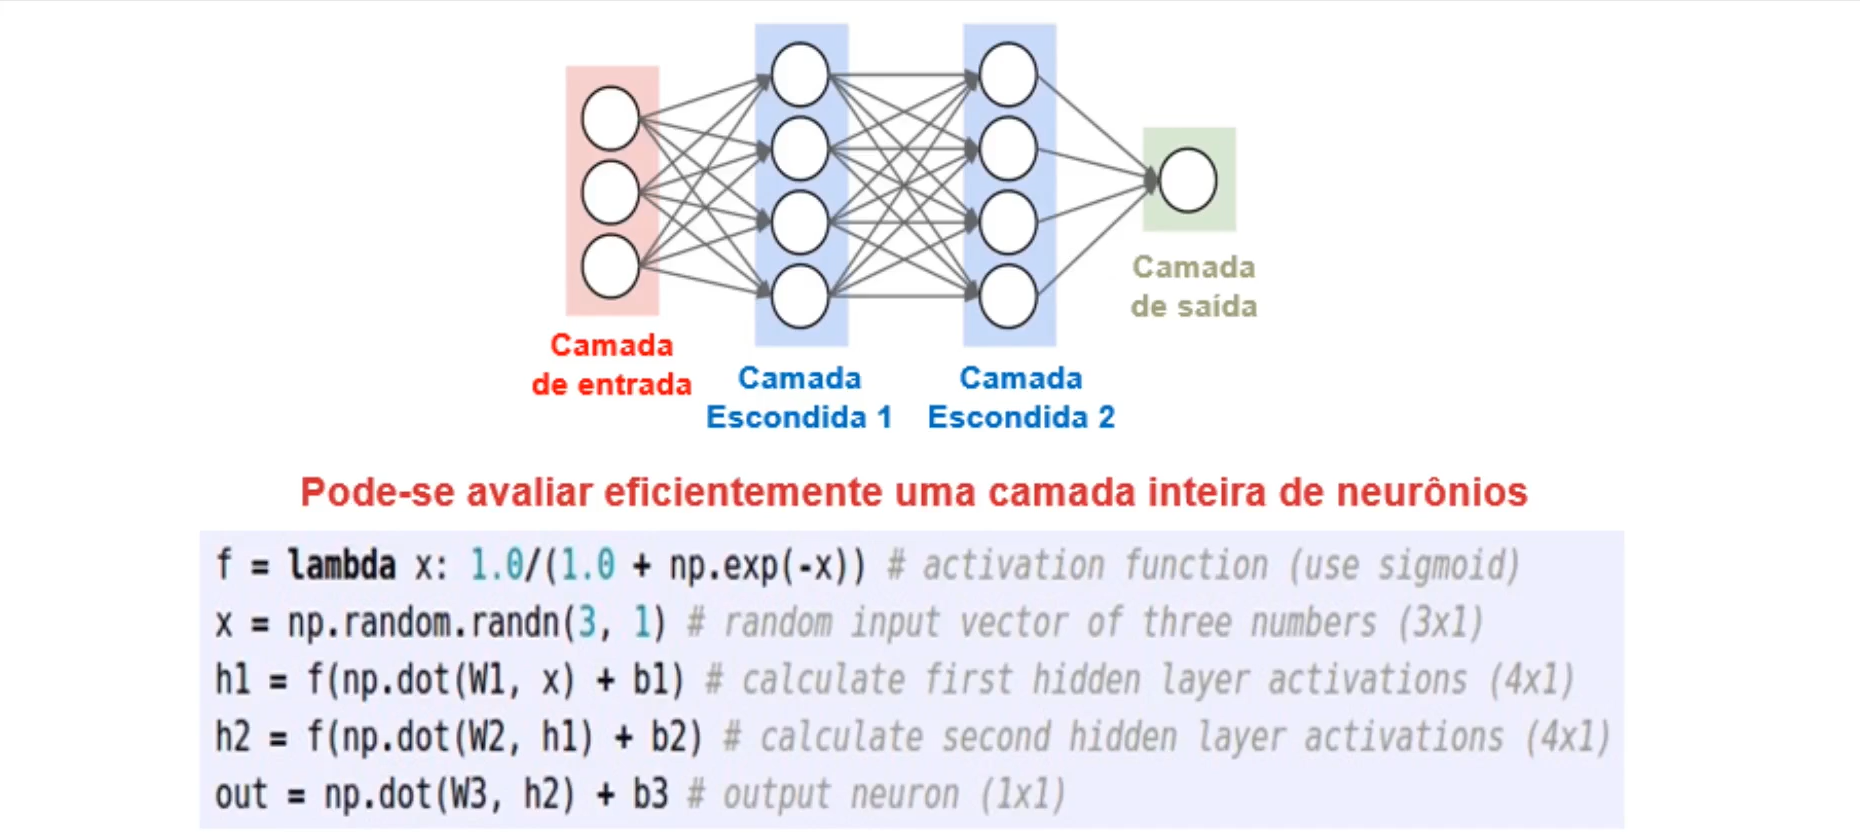 Camada
de entrada
Camada
Escondida 1
Camada
Escondida 2
Camada
de saída
Pode-se avaliar eficientemente uma camada inteira de neurônios
f = lambda x: 1.0/(1.0 + np.exp(-x)) # activation function (use sigmoid)
x = np.random.randn(3, 1) # random input vector of three numbers (3x1)
h1 = f(np.dot(W1, x) + b1) # calculate first hidden layer activations (4x1)
h2 = f(np.dot(W2, h1) + b2) # calculate second hidden layer activations (4x1)
out = np.dot(W3, h2) + b3 # output neuron (1x1)